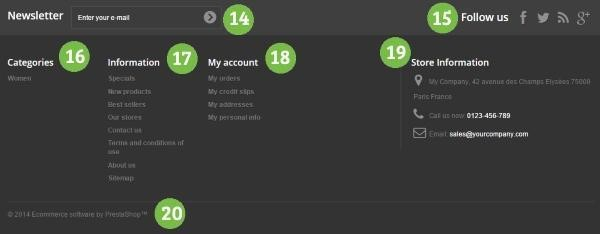 Newsletter
Enter your e-mail
14
15
Follow us
Categories
16
Women
Information
17
Specials
New products
Best sellers
Our stores
Contact us
Terms and conditions of
use
About us
Sitemap
My account
18
My orders
My credit slips
My addresses
My personal info
19
Store Information
My Company, 42 avenue des Champs Elysées 75000
Paris France
Call us now: 0123-456-789
Email: sales@yourcompany.com
© 2014 Ecommerce software by PrestaShop™
20